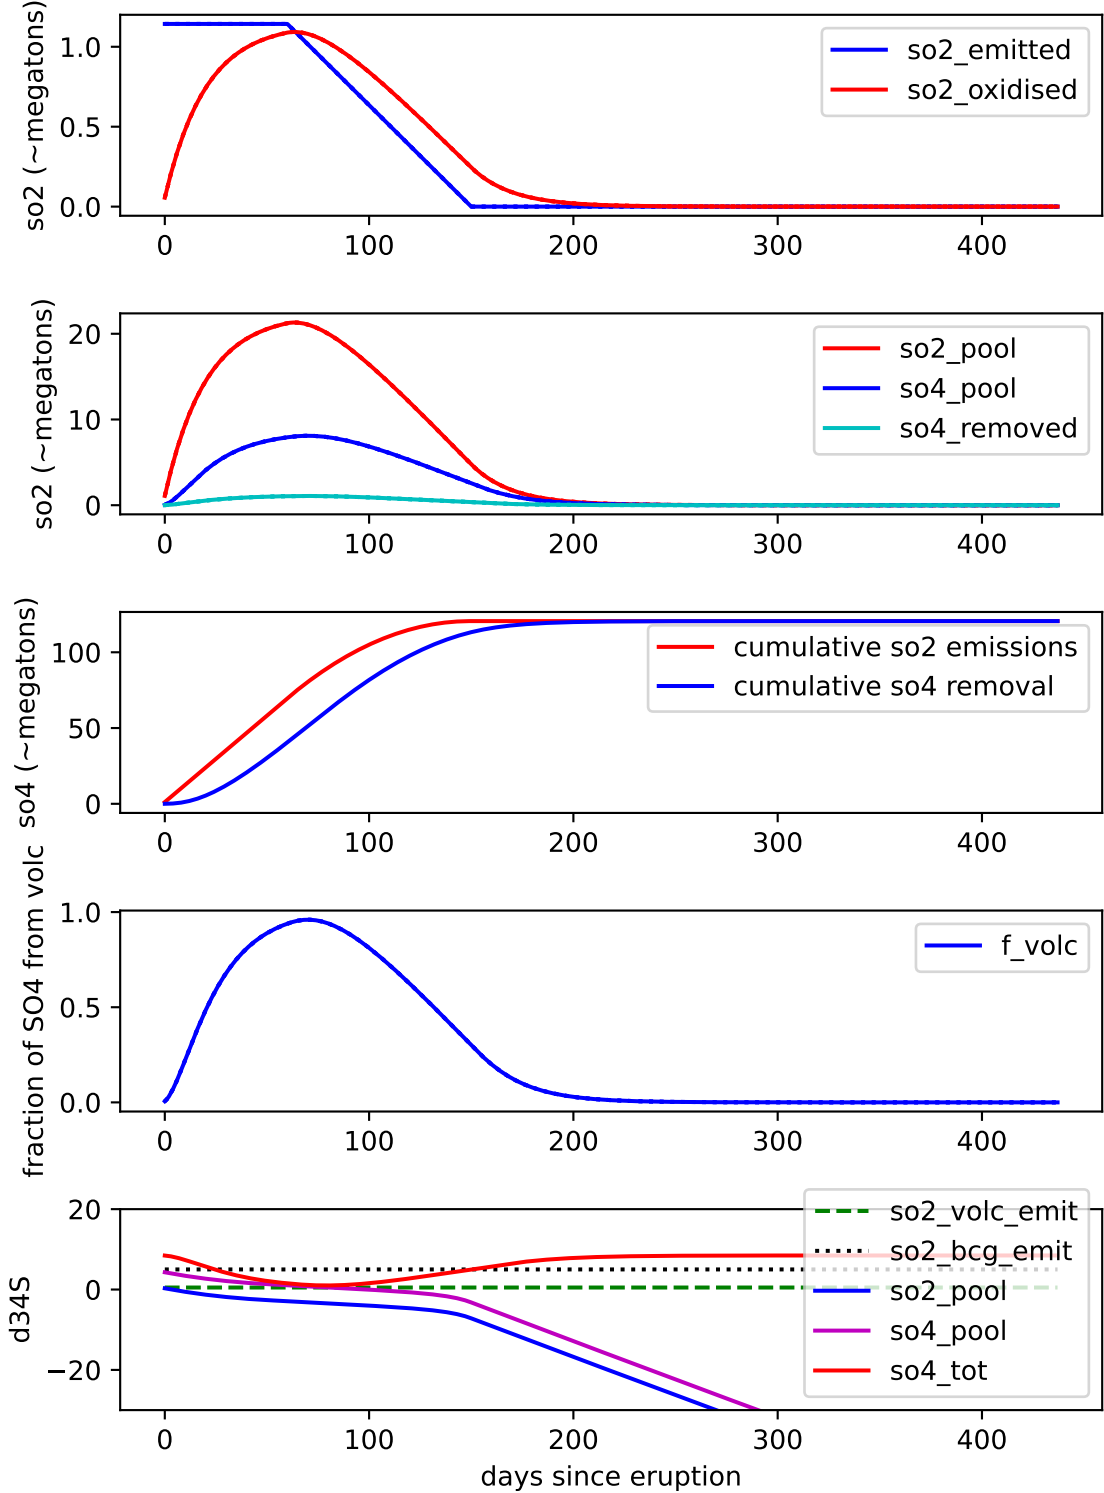 so2 (~megatons)
1.0
0.5
0.0
so2_emitted
so2_oxidised
0 100 200 300 400
so2 (~megatons)
20
10
0
so2_pool
so4_pool
so4_removed
0 100 200 300 400
so4 (~megatons)
100
50
0
cumulative so2 emissions
cumulative so4 removal
0 100 200 300 400
fraction of SO4 from volc
1.0
0.5
0.0
f_volc
0 100 200 300 400
d34S
20
0
−20
so2_volc_emit
so2_bcg_emit
so2_pool
so4_pool
so4_tot
0 100 200 300 400
days since eruption